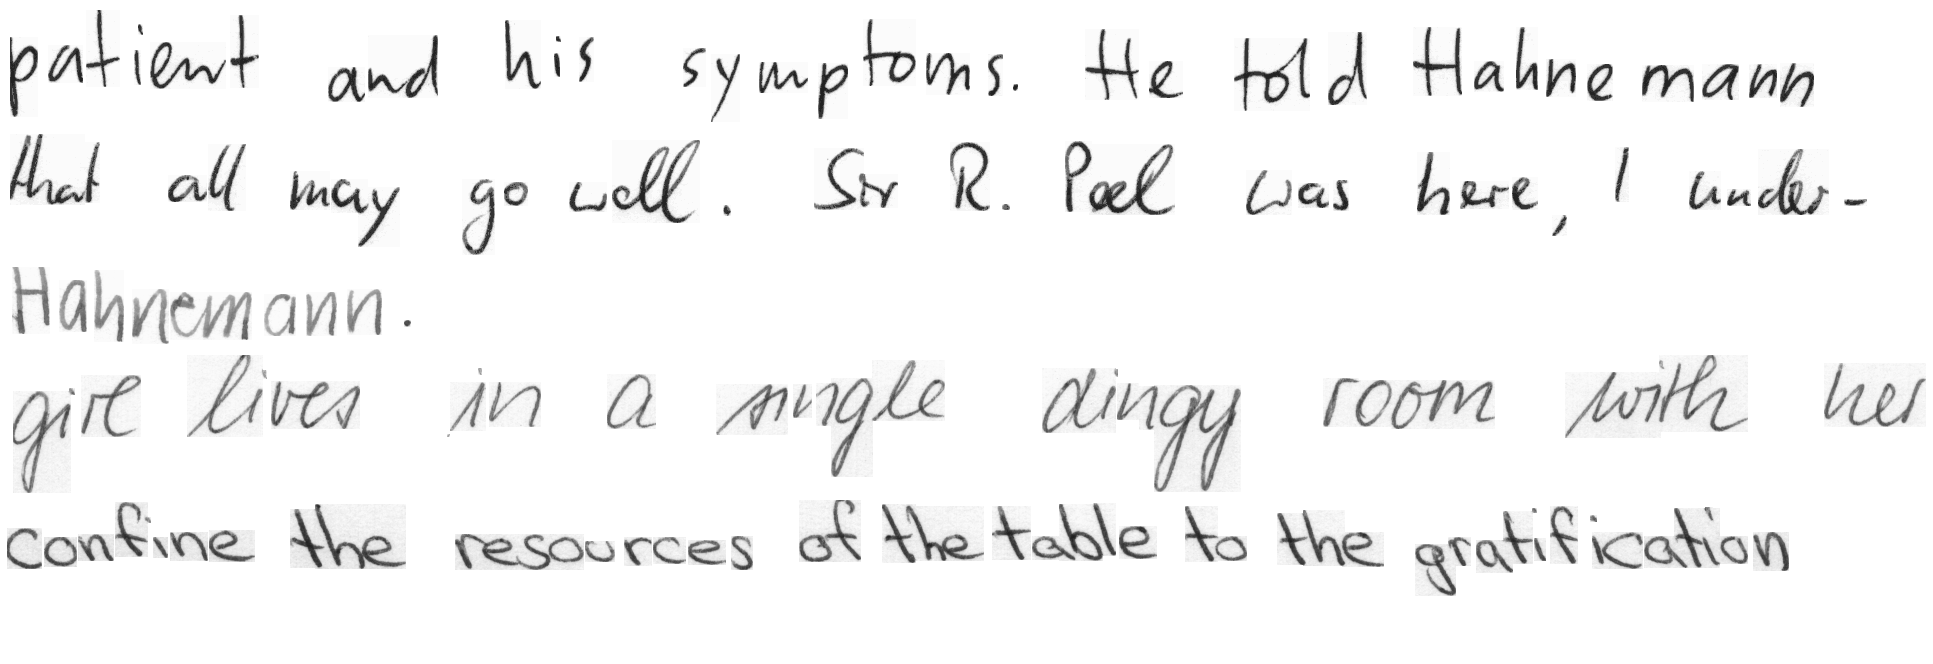 patient and his symptoms. He told Hahnemann
that all may go well. Sir R. Peel was here, I under-
Hahnemann.
girl lives in a single dingy room with her
confine the resources of the table to the gratification